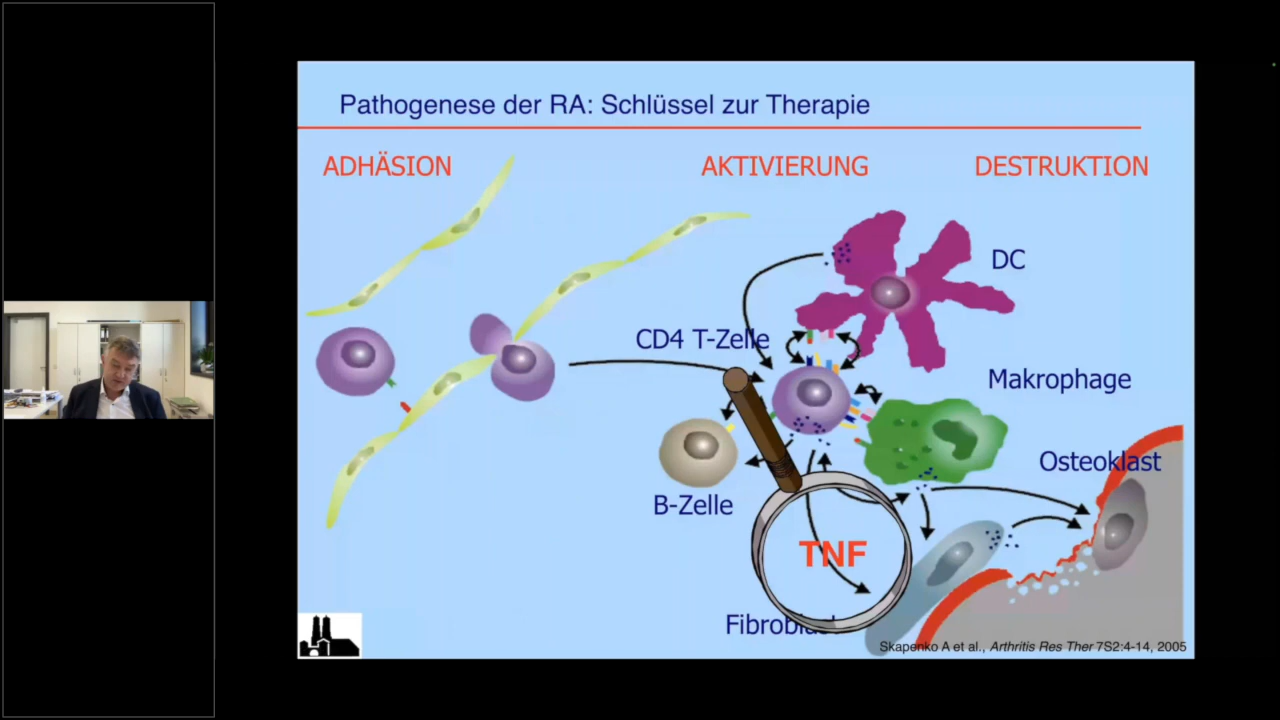 Pathogenese der RA: Schlüssel zur Therapie
ADHÄSION
AKTIVIERUNG
DESTRUKTION
DC
CD4 T-Zelle
Makrophage
Osteoklast
B-Zelle
TNF
Fibroblast
Skapenko A et al., Arthritis Res Ther 7S2:4-14, 2005